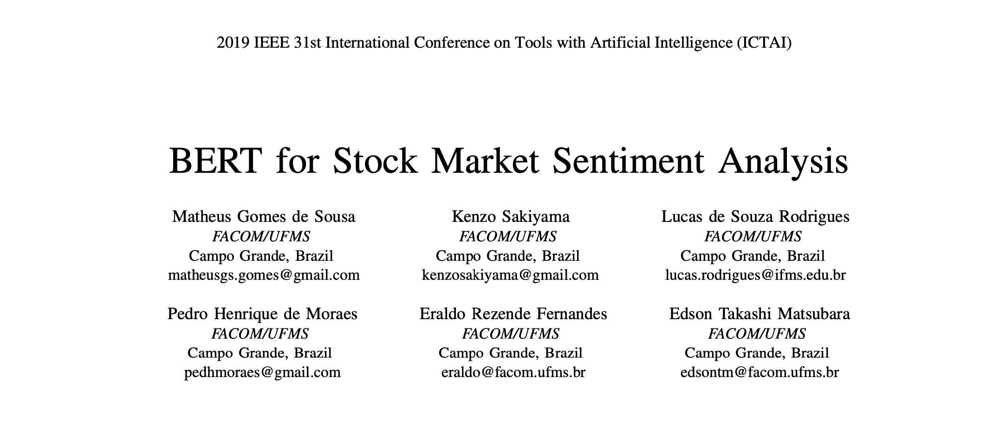 2019 IEEE 31st International Conference on Tools with Artificial Intelligence (ICTAI)
BERT for Stock Market Sentiment Analysis
Matheus Gomes de Sousa
FACOM/UFMS
Campo Grande, Brazil
matheusgs.gomes@gmail.com
Kenzo Sakiyama
FACOM/UFMS
Campo Grande, Brazil
kenzosakiyama@gmail.com
Lucas de Souza Rodrigues
FACOM/UFMS
Campo Grande, Brazil
lucas.rodrigues@ifms.edu.br
Pedro Henrique de Moraes
FACOM/UFMS
Campo Grande, Brazil
pedhmoraes@gmail.com
Eraldo Rezende Fernandes
FACOM/UFMS
Campo Grande, Brazil
eraldo@facom.ufms.br
Edson Takashi Matsubara
FACOM/UFMS
Campo Grande, Brazil
edsontm@facom.ufms.br